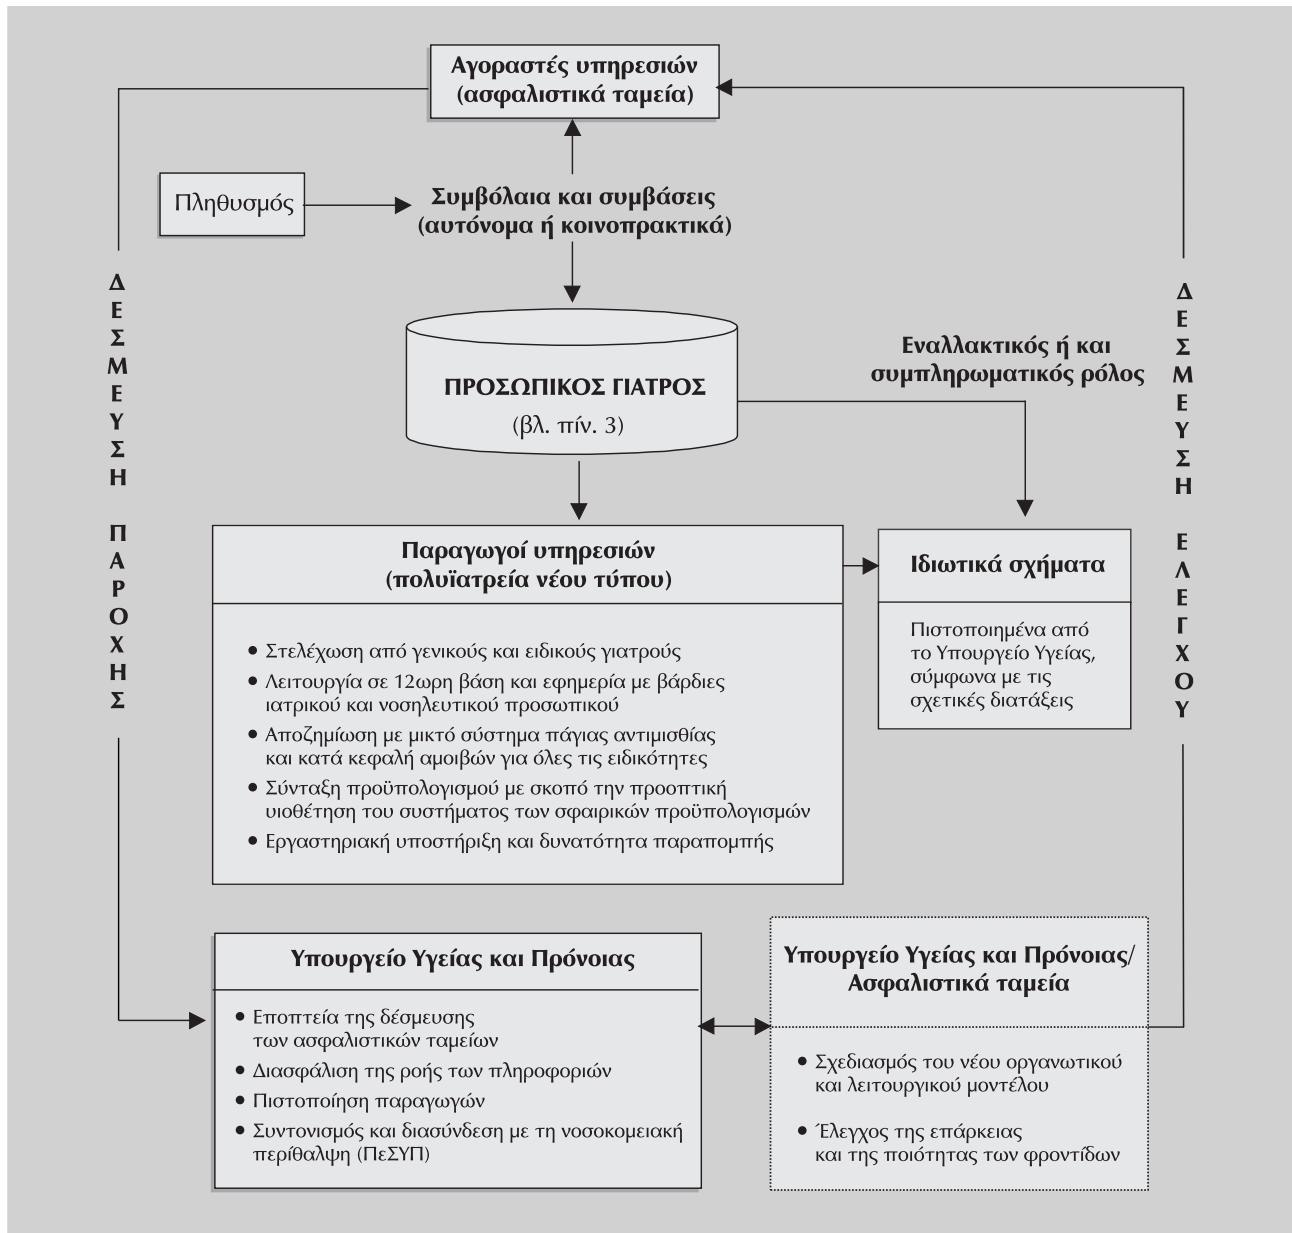 Αγοραστές υπηρεσιών
(ασφαλιστικά ταμεία)
Πληθυσμός
Συμβόλαια και συμβάσεις
(αυτόνομα ή κοινοπρακτικά)
ΔΕΣΜΕΥΣΗ ΠΑΡΟΧΗΣ
ΔΕΣΜΕΥΣΗ ΕΛΕΓΧΟΥ
ΠΡΟΣΩΠΙΚΟΣ ΓΙΑΤΡΟΣ
(βλ. πίν. 3)
Εναλλακτικός ή και
συμπληρωματικός ρόλος
Παραγωγοί υπηρεσιών
(πολυϊατρεία νέου τύπου)
• Στελέχωση από γενικούς και ειδικούς γιατρούς
• Λειτουργία σε 12ωρη βάση και εφημερία με βάρδιες
ιατρικού και νοσηλευτικού προσωπικού
• Αποζημίωση με μικτό σύστημα πάγιας αντιμισθίας
και κατά κεφαλή αμοιβών για όλες τις ειδικότητες
• Σύνταξη προϋπολογισμού με σκοπό την προοπτική
υιοθέτηση του συστήματος των σφαιρικών προϋπολογισμών
• Εργαστηριακή υποστήριξη και δυνατότητα παραπομπής
Ιδιωτικά σχήματα
Πιστοποιημένα από
το Υπουργείο Υγείας,
σύμφωνα με τις
σχετικές διατάξεις
Υπουργείο Υγείας και Πρόνοιας
• Εποπτεία της δέσμευσης
των ασφαλιστικών ταμείων
• Διασφάλιση της ροής των πληροφοριών
• Πιστοποίηση παραγωγών
• Συντονισμός και διασύνδεση με τη νοσοκομειακή
περίθαλψη (ΠεΣΥΠ)
Υπουργείο Υγείας και Πρόνοιας/
Ασφαλιστικά ταμεία
• Σχεδιασμός του νέου οργανωτικού
και λειτουργικού μοντέλου
• Έλεγχος της επάρκειας
και της ποιότητας των φροντίδων